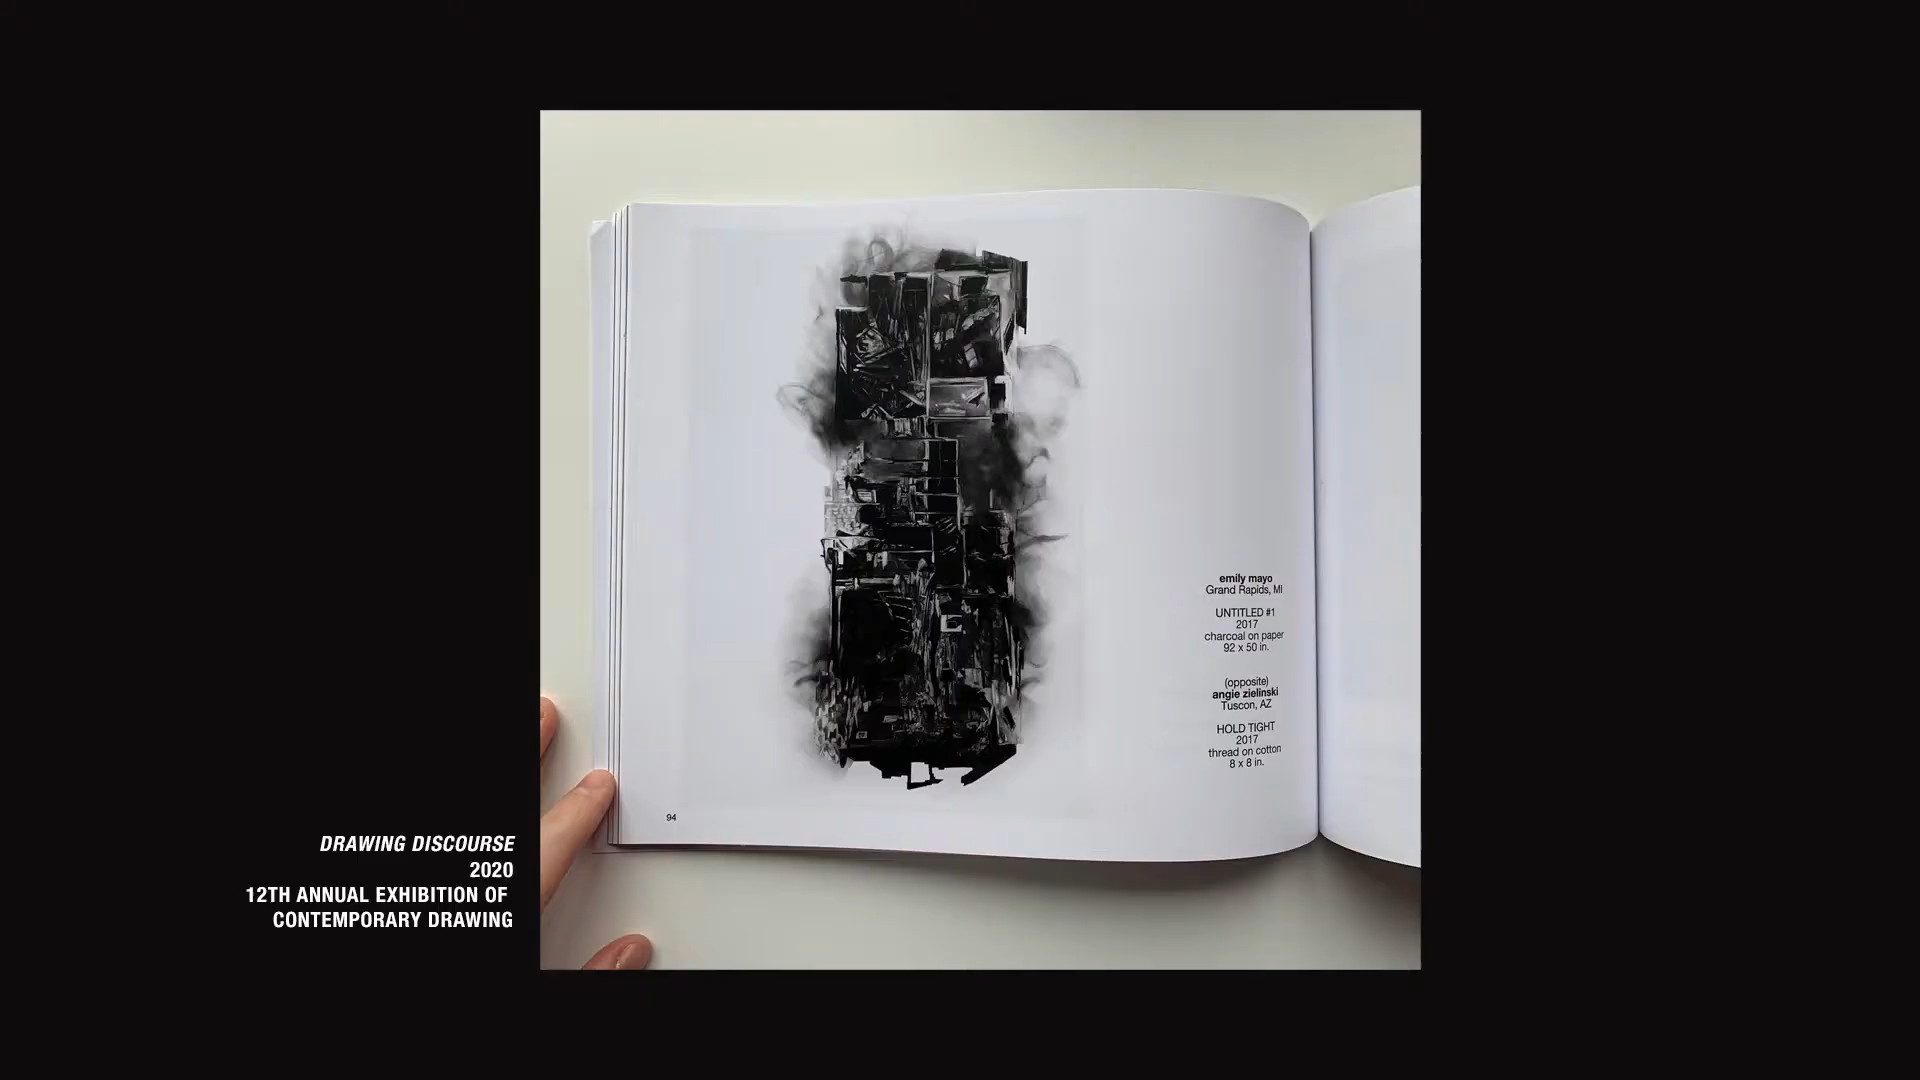 emily mayo
Grand Rapids, MI
UNTITLED #1
2017
charcoal on paper
92 x 50 in.
(opposite)
angie zielinski
Tuscon, AZ
HOLD TIGHT
2017
thread on cotton
8 x 8 in.
94
DRAWING DISCOURSE
2020
12TH ANNUAL EXHIBITION OF
CONTEMPORARY DRAWING